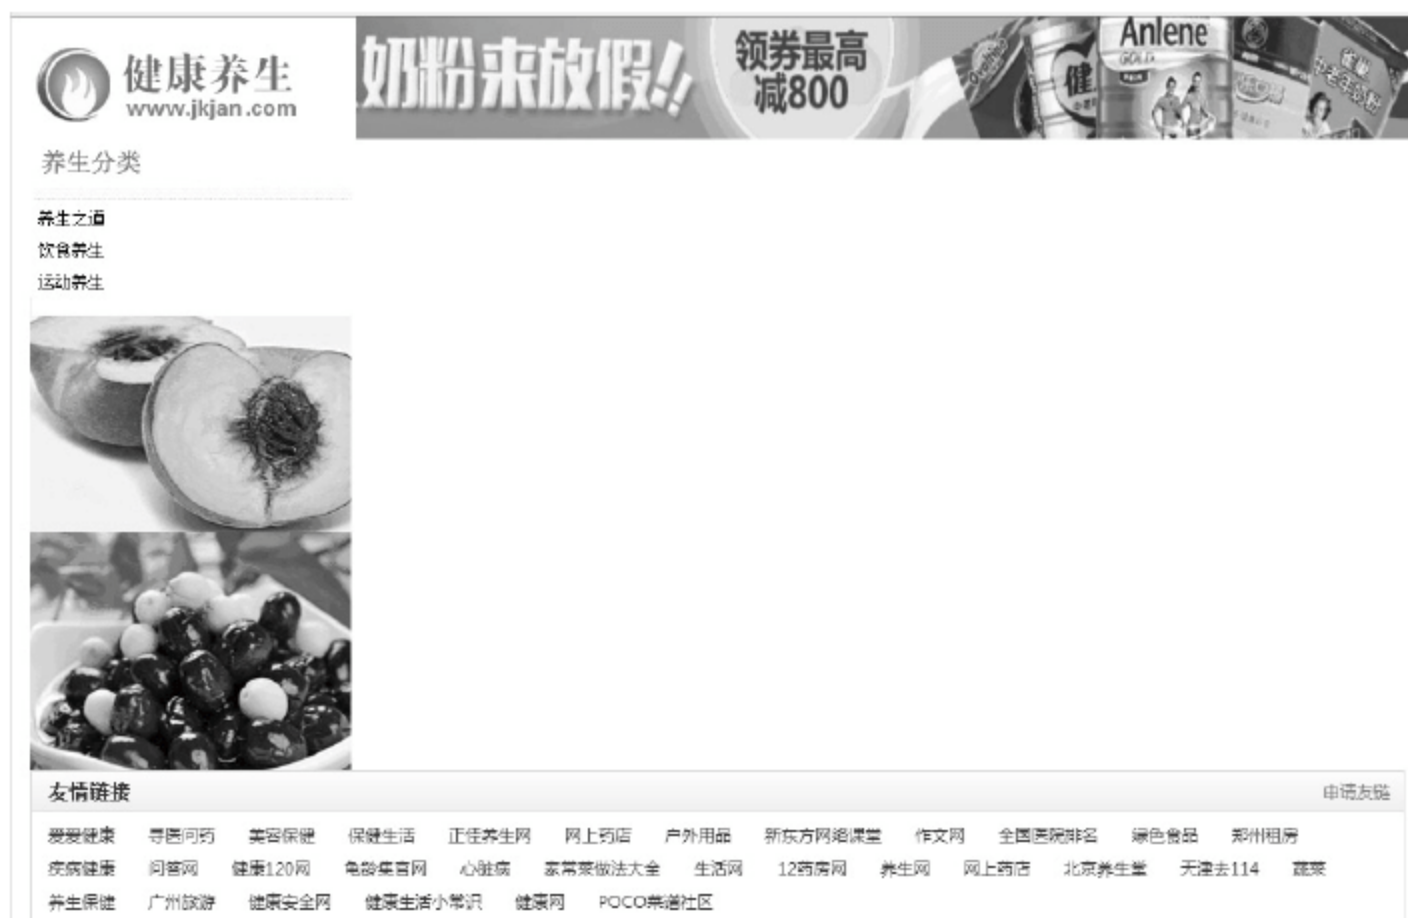 健康养生
www.jkjan.com
奶粉来放假!!
领券最高
减800
Anlene
GOLD
养生分类
养生之道
饮食养生
运动养生
友情链接 申请友链
爱爱健康 寻医问药 美容保健 保健生活 正佳养生网 网上药店 户外用品 新东方网络课堂 作文网 全国医院排名 绿色食品 郑州租房
疾病健康 问答网 健康120网 龟龄集官网 心脏病 家常菜做法大全 生活网 12药房网 养生网 网上药店 北京养生堂 天津去114 蔬菜
养生保健 广州旅游 健康安全网 健康生活小常识 健康网 POCO菜谱社区